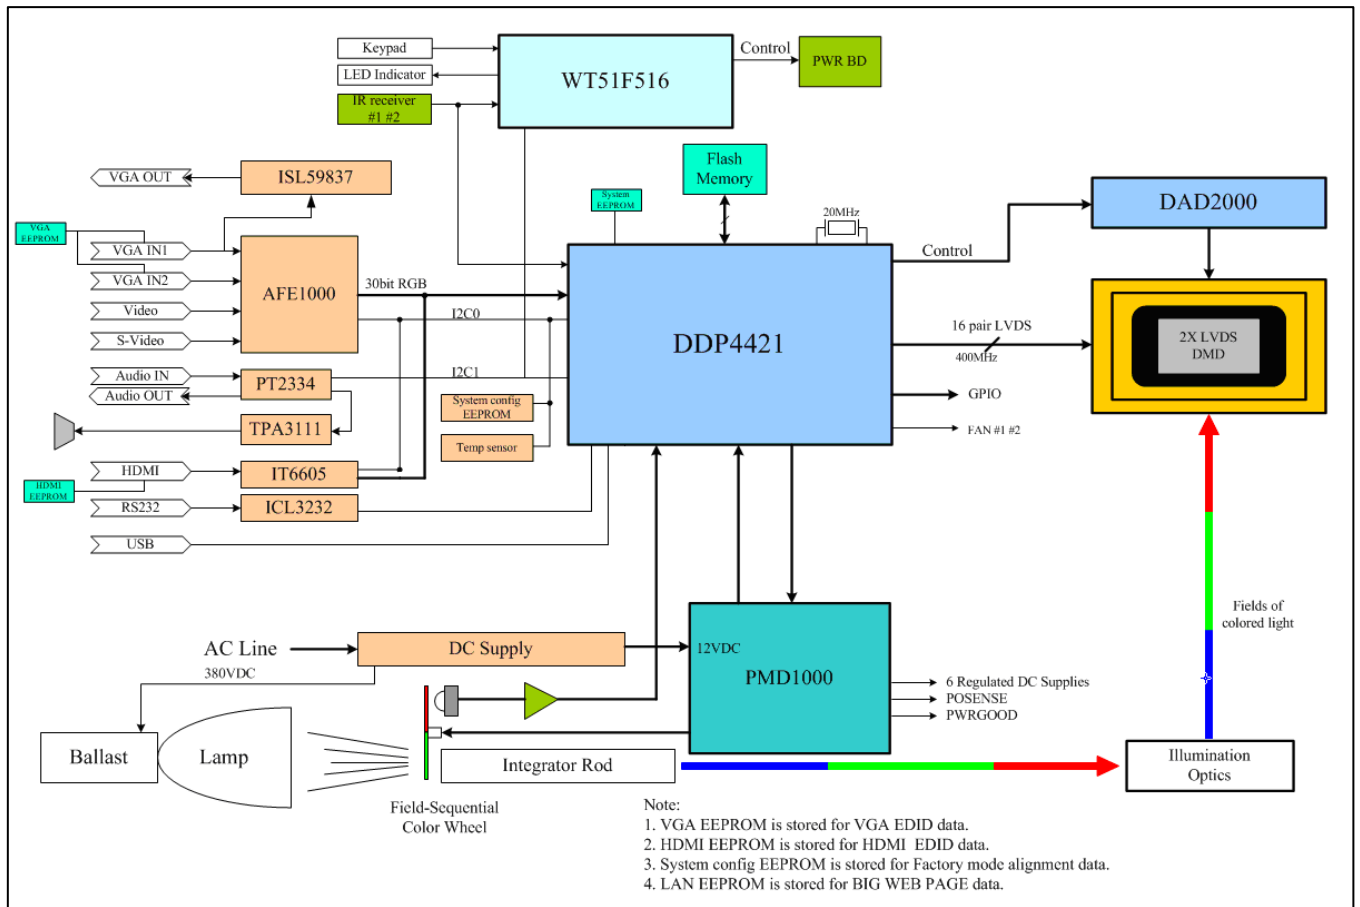 Keypad
LED Indicator
IR receiver
#1 #2
WT51F516
Control
PWR BD
VGA OUT
ISL59837
Flash
Memory
System
EEPROM
20MHz
DAD2000
VGA
EEPROM
VGA IN1
VGA IN2
Video
S-Video
AFE1000
30bit RGB
I2C0
DDP4421
Control
16 pair LVDS
400MHz
2X LVDS
DMD
Audio IN
Audio OUT
PT2334
I2C1
System config
EEPROM
GPIO
TPA3111
Temp sensor
FAN #1 #2
HDMI
HDMI
EEPROM
IT6605
RS232
ICL3232
USB
Fields of
colored light
AC Line
380VDC
DC Supply
12VDC
PMD1000
6 Regulated DC Supplies
POSENSE
PWRGOOD
Ballast
Lamp
Integrator Rod
Illumination
Optics
Field-Sequential
Color Wheel
Note:
1. VGA EEPROM is stored for VGA EDID data.
2. HDMI EEPROM is stored for HDMI  EDID data.
3. System config EEPROM is stored for Factory mode alignment data.
4. LAN EEPROM is stored for BIG WEB PAGE data.